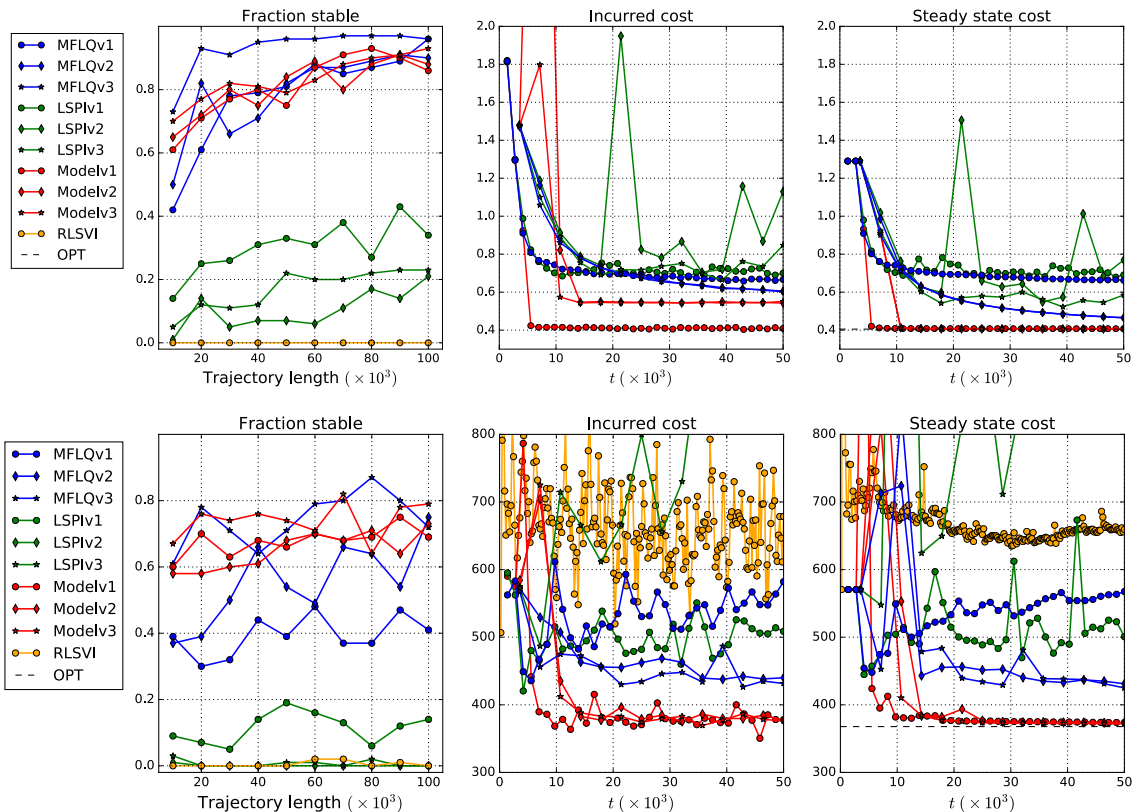 Fraction stable
Incurred cost
Steady state cost
MFLQv1
MFLQv2
MFLQv3
LSPIv1
LSPIv2
LSPIv3
Modelv1
Modelv2
Modelv3
RLSVI
OPT
0.8
0.6
0.4
0.2
0.0
20 40 60 80 100
Trajectory length (×10³)
2.0
1.8
1.6
1.4
1.2
1.0
0.8
0.6
0.4
0 10 20 30 40 50
t (×10³)
2.0
1.8
1.6
1.4
1.2
1.0
0.8
0.6
0.4
0 10 20 30 40 50
t (×10³)
Fraction stable
Incurred cost
Steady state cost
MFLQv1
MFLQv2
MFLQv3
LSPIv1
LSPIv2
LSPIv3
Modelv1
Modelv2
Modelv3
RLSVI
OPT
0.8
0.6
0.4
0.2
0.0
20 40 60 80 100
Trajectory length (×10³)
800
700
600
500
400
300
0 10 20 30 40 50
t (×10³)
800
700
600
500
400
300
0 10 20 30 40 50
t (×10³)